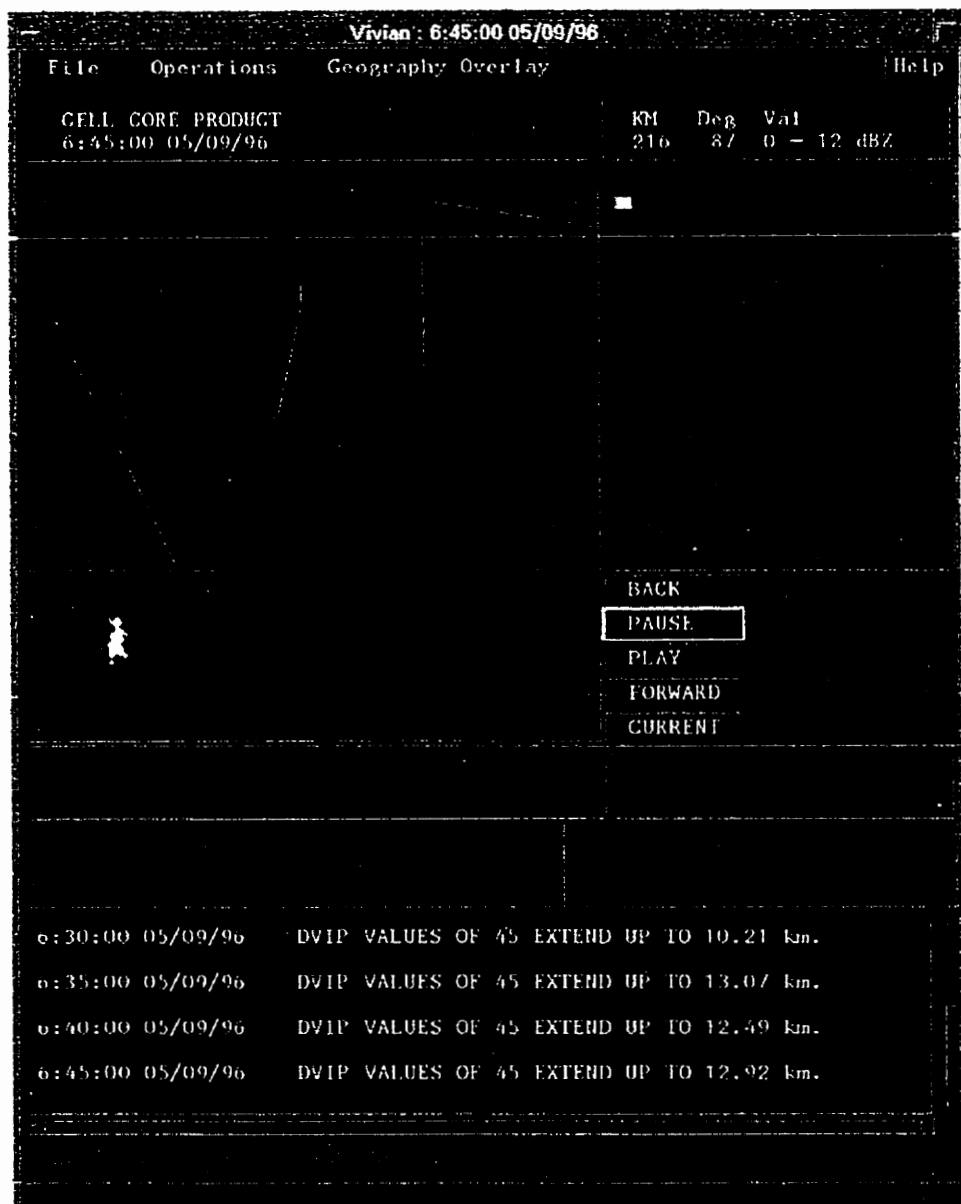 Vivian : 6:45:00 05/09/96
File Operations Geography Overlay Help
CELL CORE PRODUCT
6:45:00 05/09/96
KM Deg Val
216 87 0 - 12 dBZ
BACK
PAUSE
PLAY
FORWARD
CURRENT
6:30:00 05/09/96 DVIP VALUES OF 45 EXTEND UP TO 10.21 km.
6:35:00 05/09/96 DVIP VALUES OF 45 EXTEND UP TO 13.07 km.
6:40:00 05/09/96 DVIP VALUES OF 45 EXTEND UP TO 12.49 km.
6:45:00 05/09/96 DVIP VALUES OF 45 EXTEND UP TO 12.92 km.